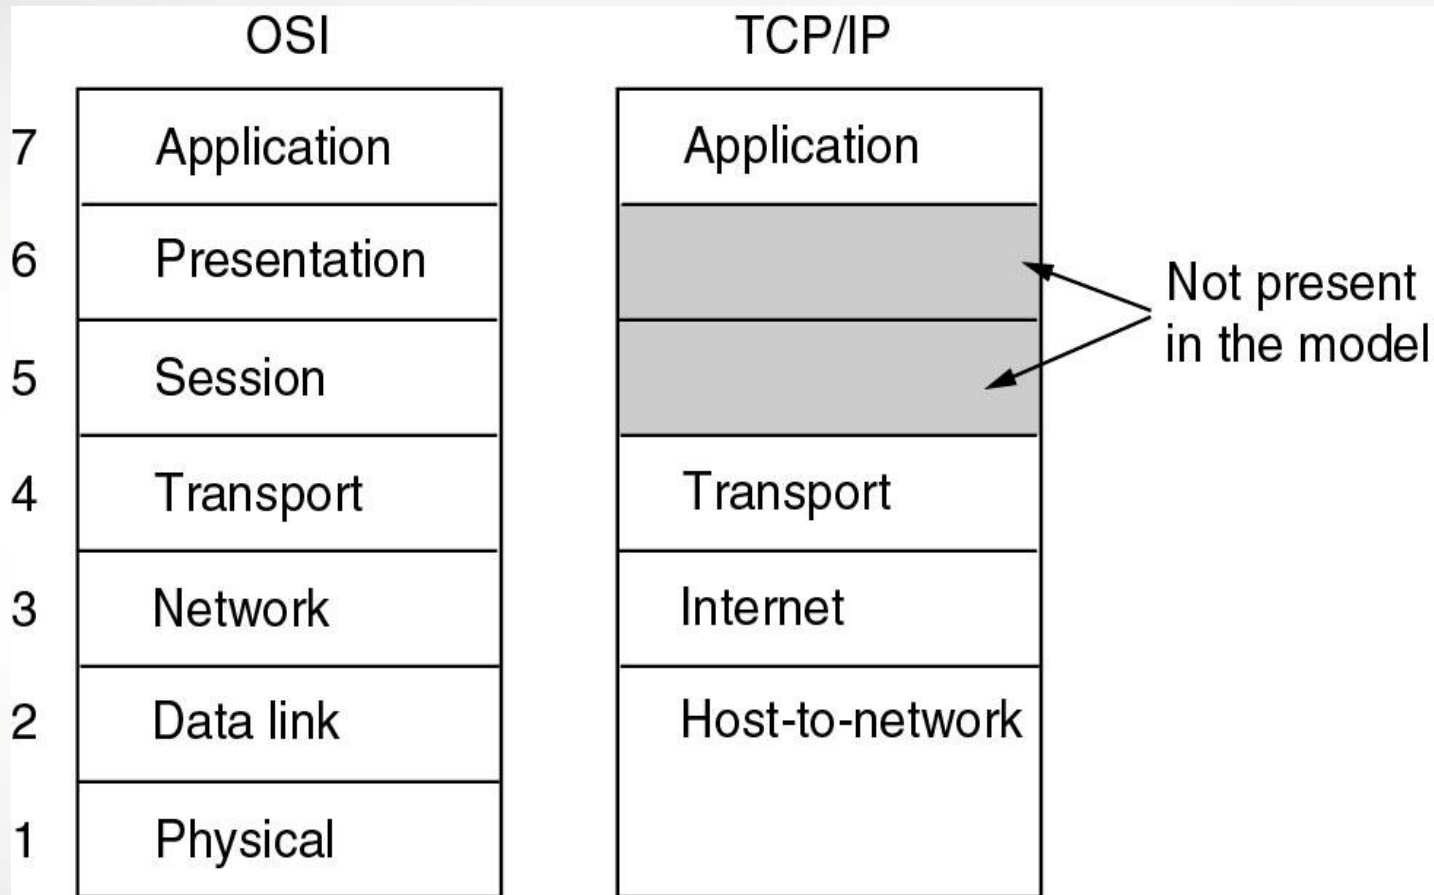 OSI
TCP/IP
7
Application
Application
6
Presentation
Not present
in the model
5
Session
4
Transport
Transport
3
Network
Internet
2
Data link
Host-to-network
1
Physical